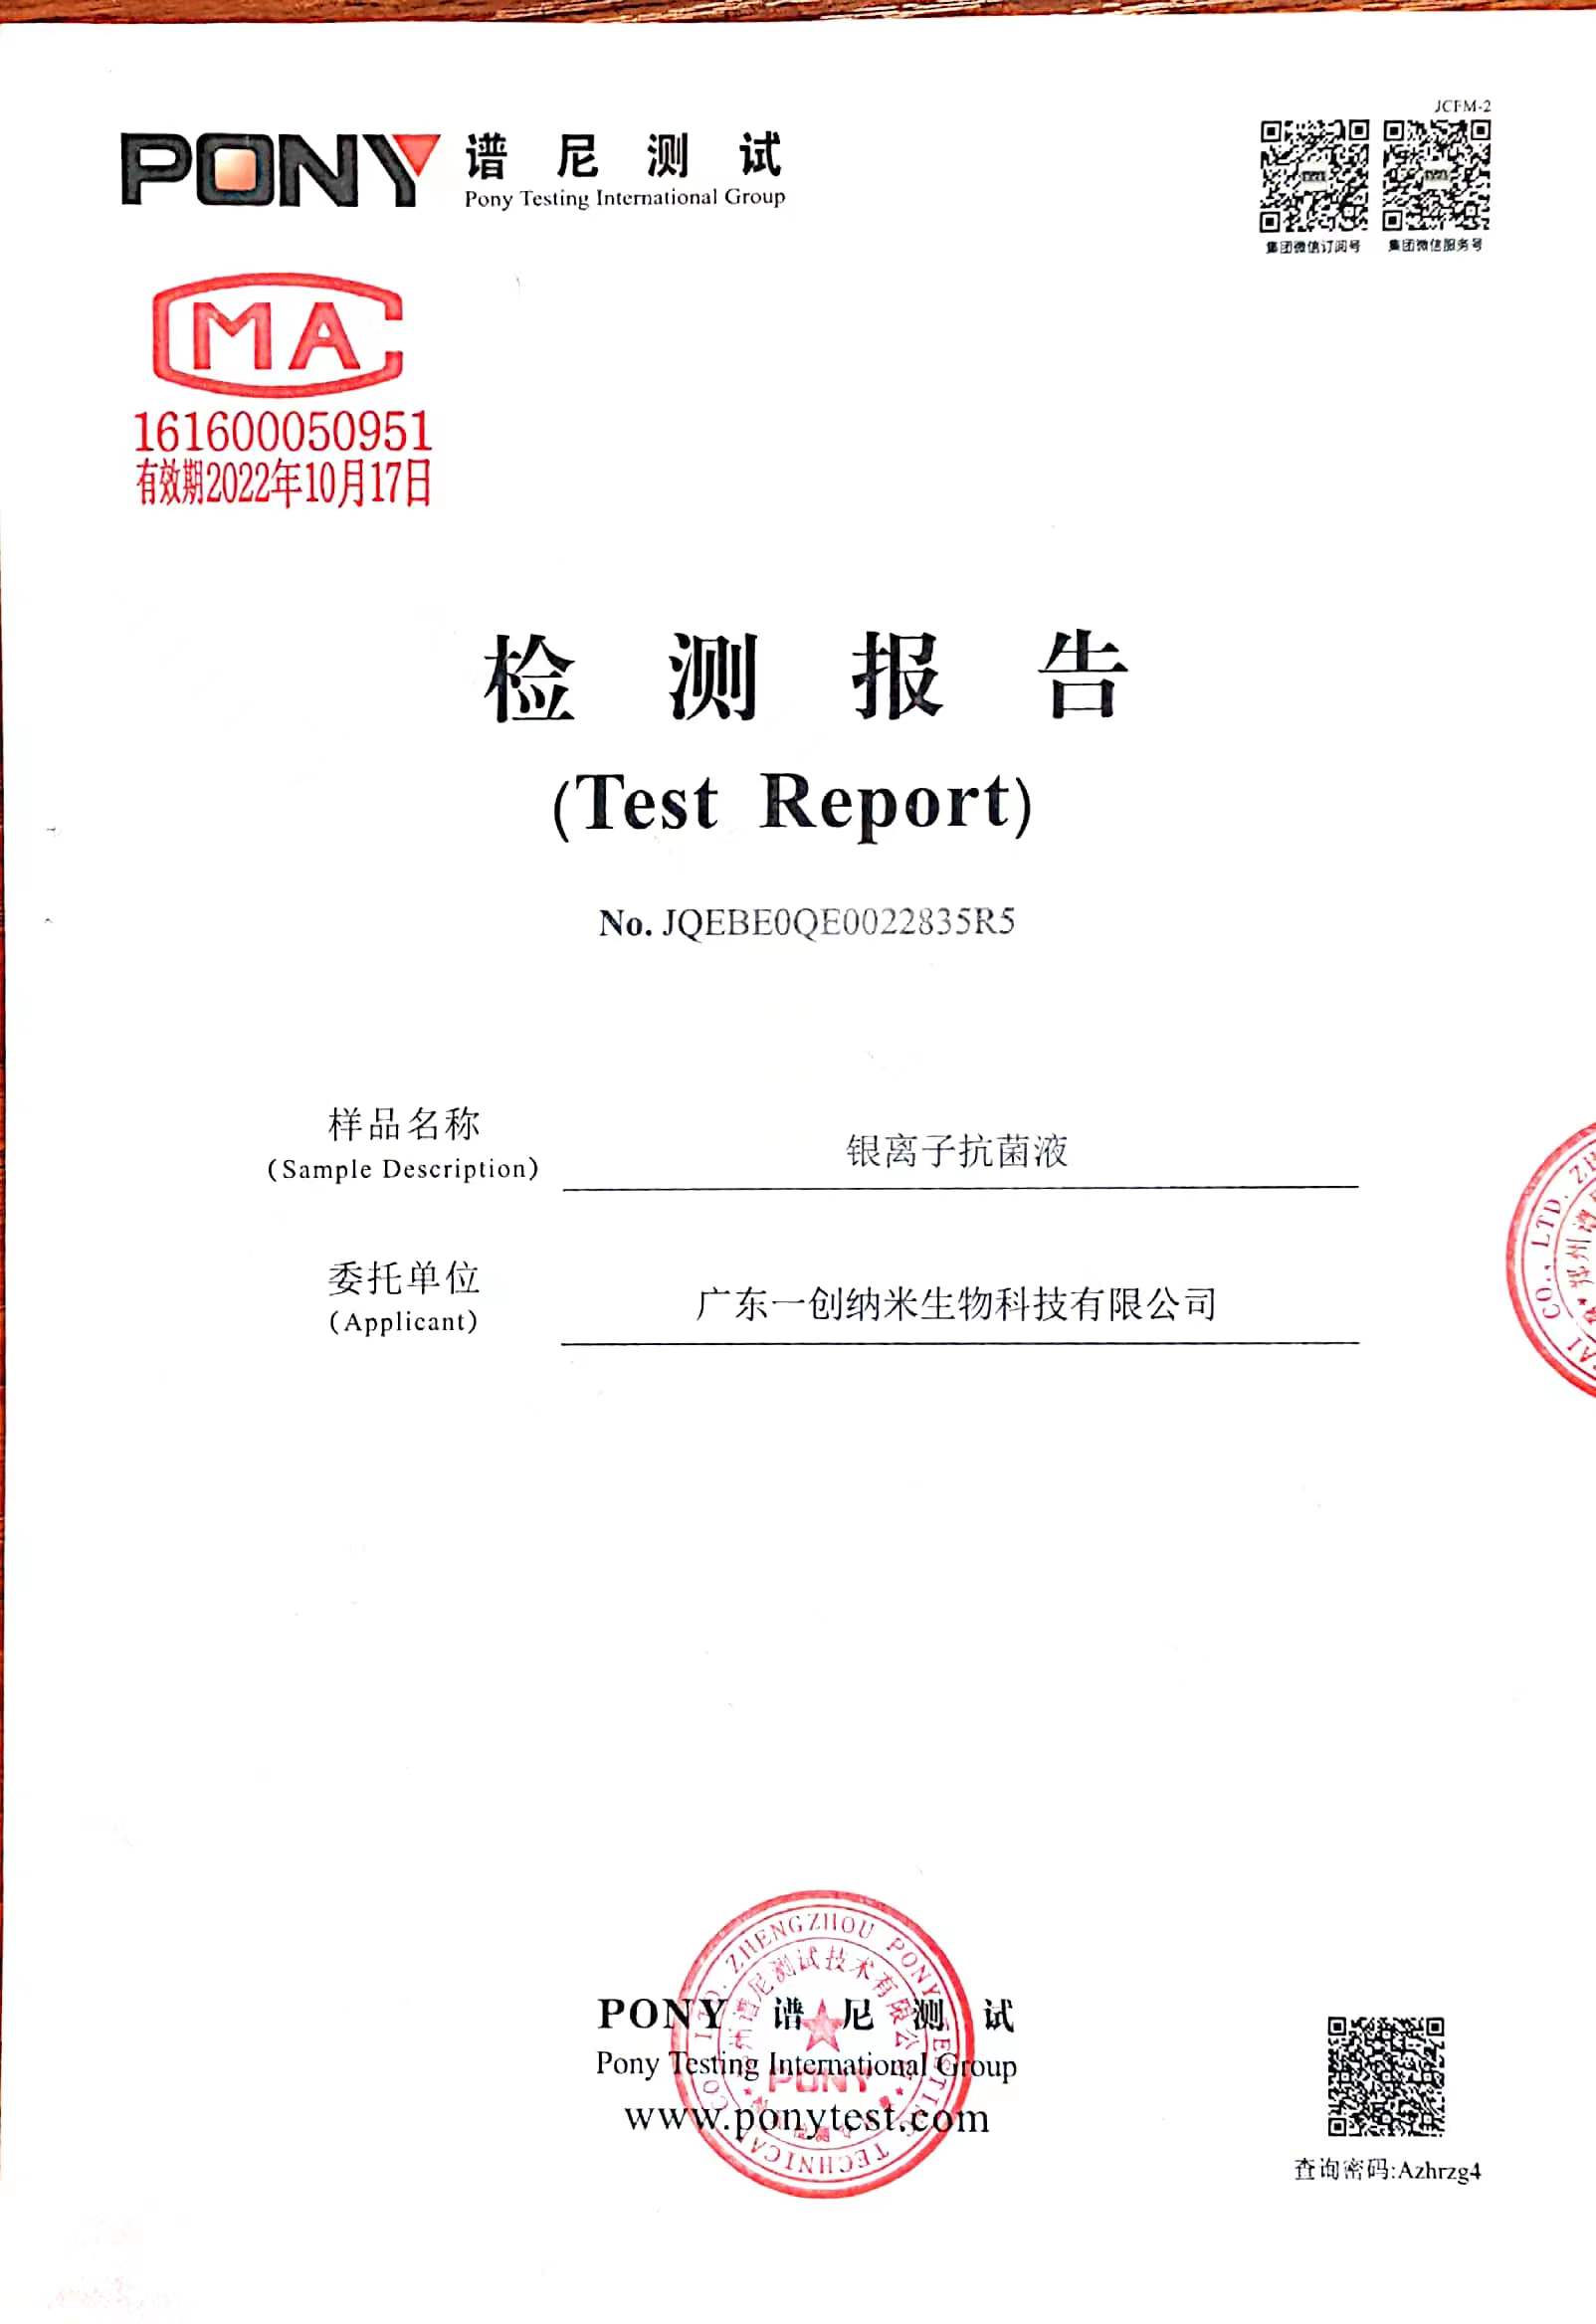 JCFM-2
PONY 谱尼测试
Pony Testing International Group
集团微信订阅号 集团微信服务号
MA
161600050951
有效期2022年10月17日
检测报告
(Test Report)
No. JQEBE0QE0022835R5
样品名称
(Sample Description)
银离子抗菌液
委托单位
(Applicant)
广东一创纳米生物科技有限公司
CO., LTD. ZH
PONY 谱尼测试
Pony Testing International Group
www.ponytest.com
ZHENGZHOU PONY TESTING TECHNICAL CO., LTD.
郑州谱尼测试技术有限公司
PONY
查询密码:Azhrzg4